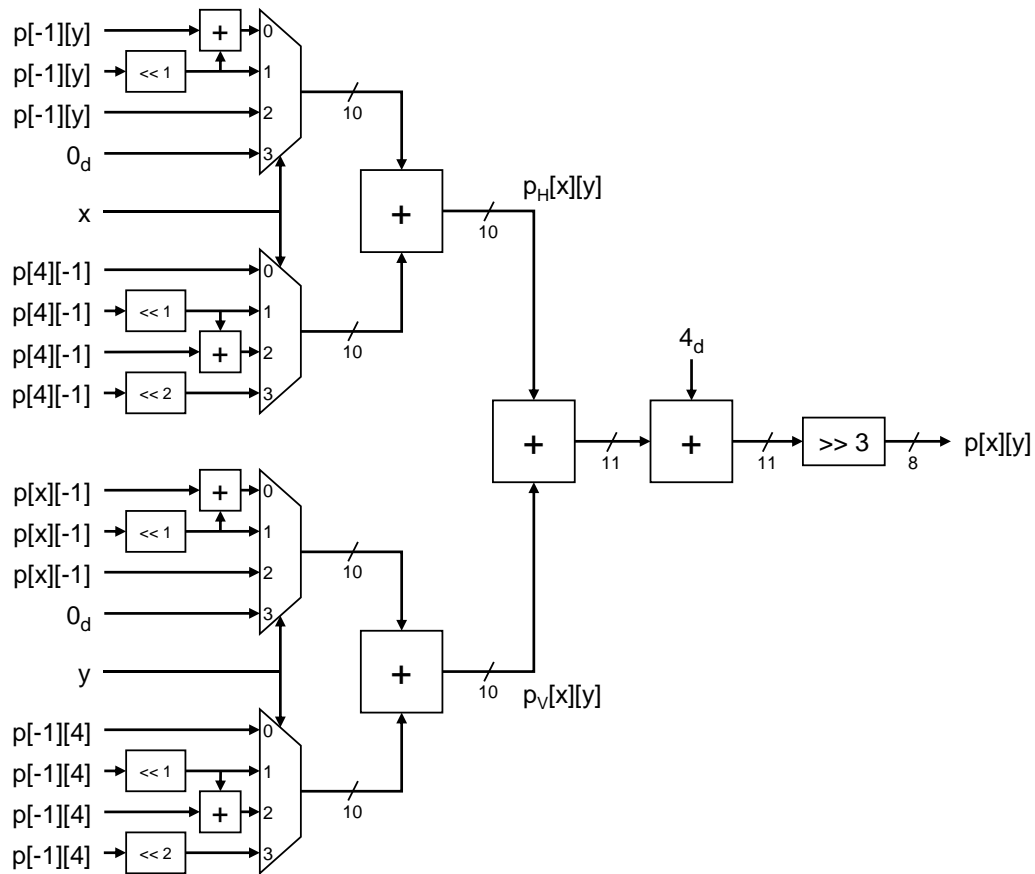 p[-1][y] + 0
p[-1][y] << 1 1
p[-1][y] 2 10
0d 3
x + 10 pH[x][y]
p[4][-1] 0
p[4][-1] << 1 1
p[4][-1] + 2 10
p[4][-1] << 2 3
4d
+ 11 + 11 >> 3 8 p[x][y]
p[x][-1] + 0
p[x][-1] << 1 1
p[x][-1] 2 10
0d 3
y + 10 pV[x][y]
p[-1][4] 0
p[-1][4] << 1 1
p[-1][4] + 2 10
p[-1][4] << 2 3